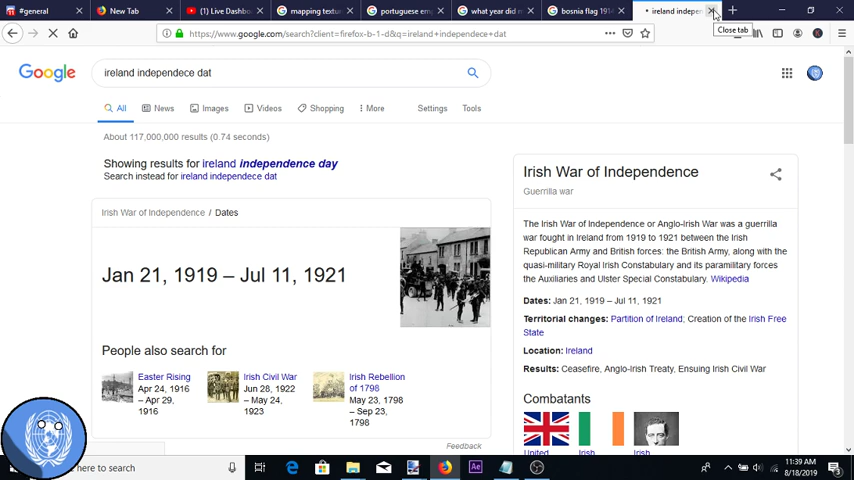 #general
New Tab
(1) Live Dashbo
mapping textur
portuguese em
what year did m
bosnia flag 191
ireland indepen
https://www.google.com/search?client=firefox-b-1-d&q=ireland+independece+dat
Close tab
Google
ireland independece dat
All
News
Images
Videos
Shopping
More
Settings
Tools
About 117,000,000 results (0.74 seconds)
Showing results for ireland independence day
Search instead for ireland independece dat
Irish War of Independence / Dates
Jan 21, 1919 – Jul 11, 1921
People also search for
Easter Rising
Apr 24, 1916
– Apr 29,
1916
Irish Civil War
Jun 28, 1922
– May 24,
1923
Irish Rebellion
of 1798
May 23, 1798
– Sep 23,
1798
Feedback
Irish War of Independence
Guerrilla war
The Irish War of Independence or Anglo-Irish War was a guerrilla
war fought in Ireland from 1919 to 1921 between the Irish
Republican Army and British forces: the British Army, along with the
quasi-military Royal Irish Constabulary and its paramilitary forces
the Auxiliaries and Ulster Special Constabulary. Wikipedia
Dates: Jan 21, 1919 – Jul 11, 1921
Territorial changes: Partition of Ireland; Creation of the Irish Free
State
Location: Ireland
Results: Ceasefire, Anglo-Irish Treaty, Ensuing Irish Civil War
Combatants
United
Irish
Irish
here to search
Ae
11:39 AM
8/18/2019
3